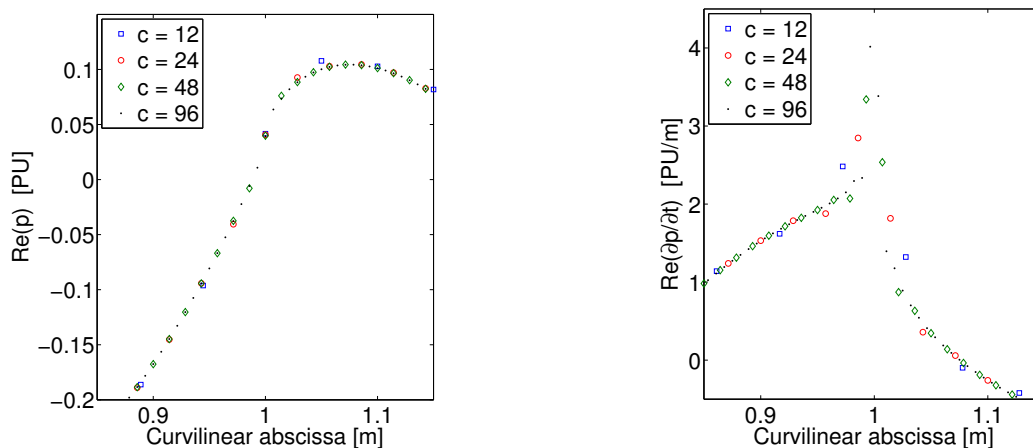 c = 12
c = 24
c = 48
c = 96
0.1
0.05
0
−0.05
−0.1
−0.15
−0.2
0.9
1
1.1
Re(p) [PU]
Curvilinear abscissa [m]
c = 12
c = 24
c = 48
c = 96
4
3
2
1
0
0.9
1
1.1
Re(∂p/∂t) [PU/m]
Curvilinear abscissa [m]